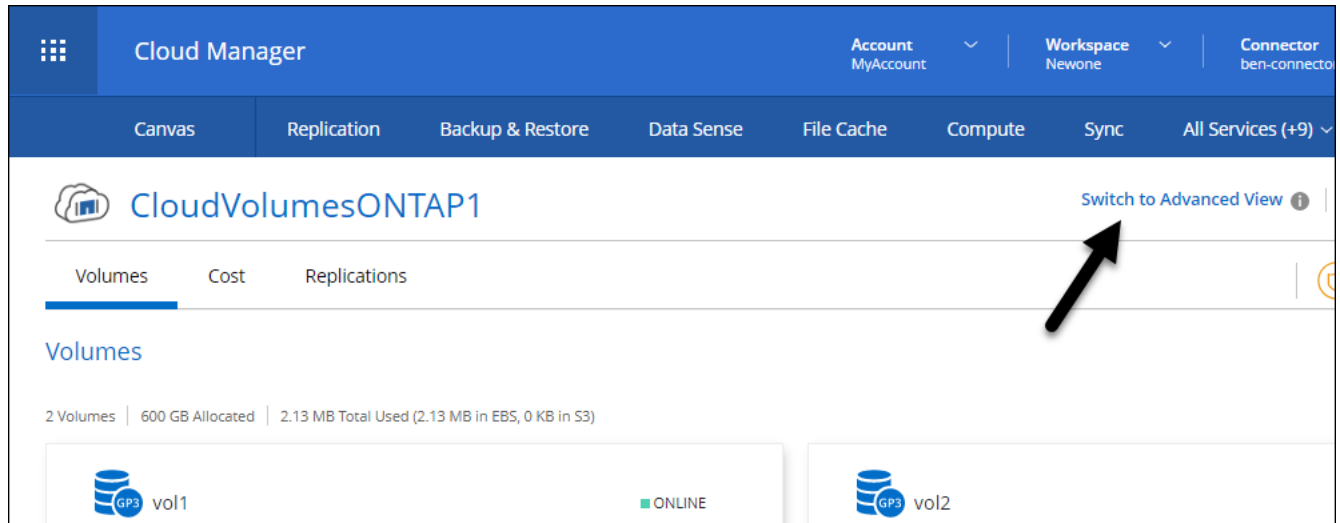 Cloud Manager
Account
MyAccount
Workspace
Newone
Connector
ben-connector
Canvas Replication Backup & Restore Data Sense File Cache Compute Sync All Services (+9)
CloudVolumesONTAP1
Switch to Advanced View
Volumes Cost Replications
Volumes
2 Volumes | 600 GB Allocated | 2.13 MB Total Used (2.13 MB in EBS, 0 KB in S3)
GP3 vol1 ONLINE
GP3 vol2